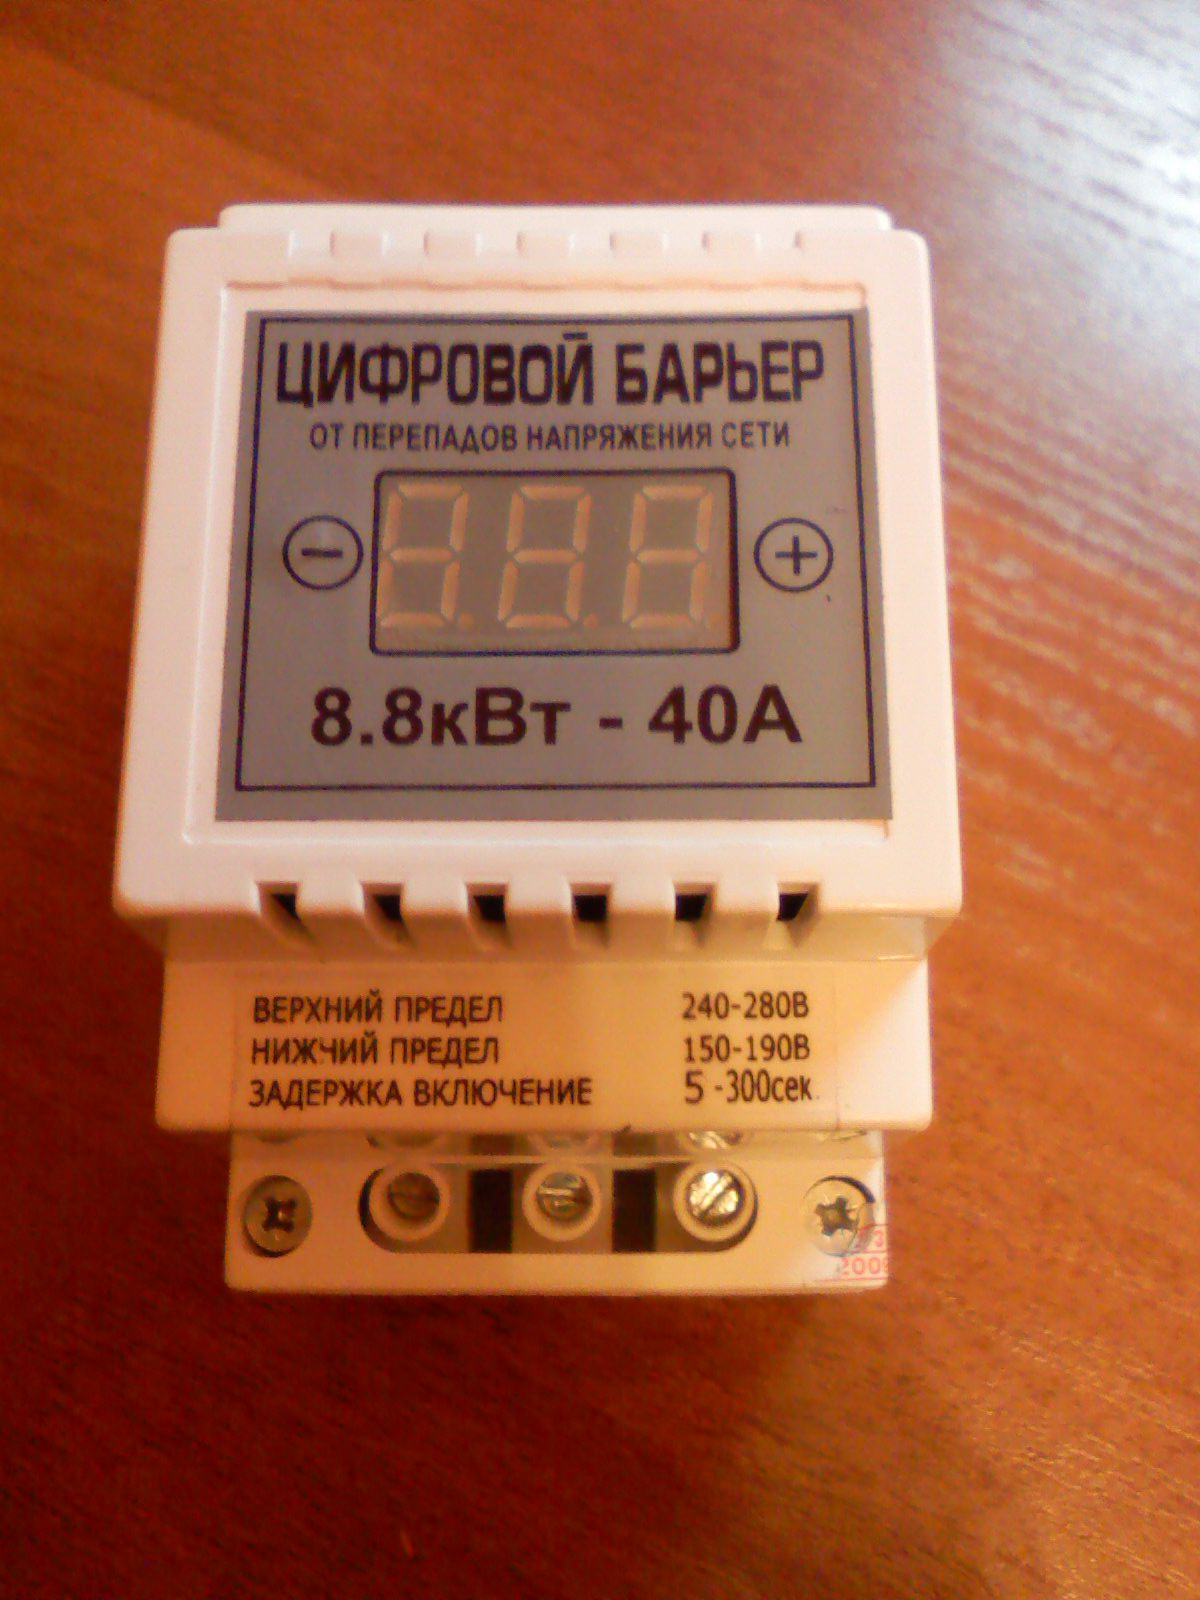 ЦИФРОВОЙ БАРЬЕР
ОТ ПЕРЕПАДОВ НАПРЯЖЕНИЯ СЕТИ
8.8кВт - 40А
ВЕРХНИЙ ПРЕДЕЛ 240-280В
НИЖЧИЙ ПРЕДЕЛ 150-190В
ЗАДЕРЖКА ВКЛЮЧЕНИЕ 5 -300сек.